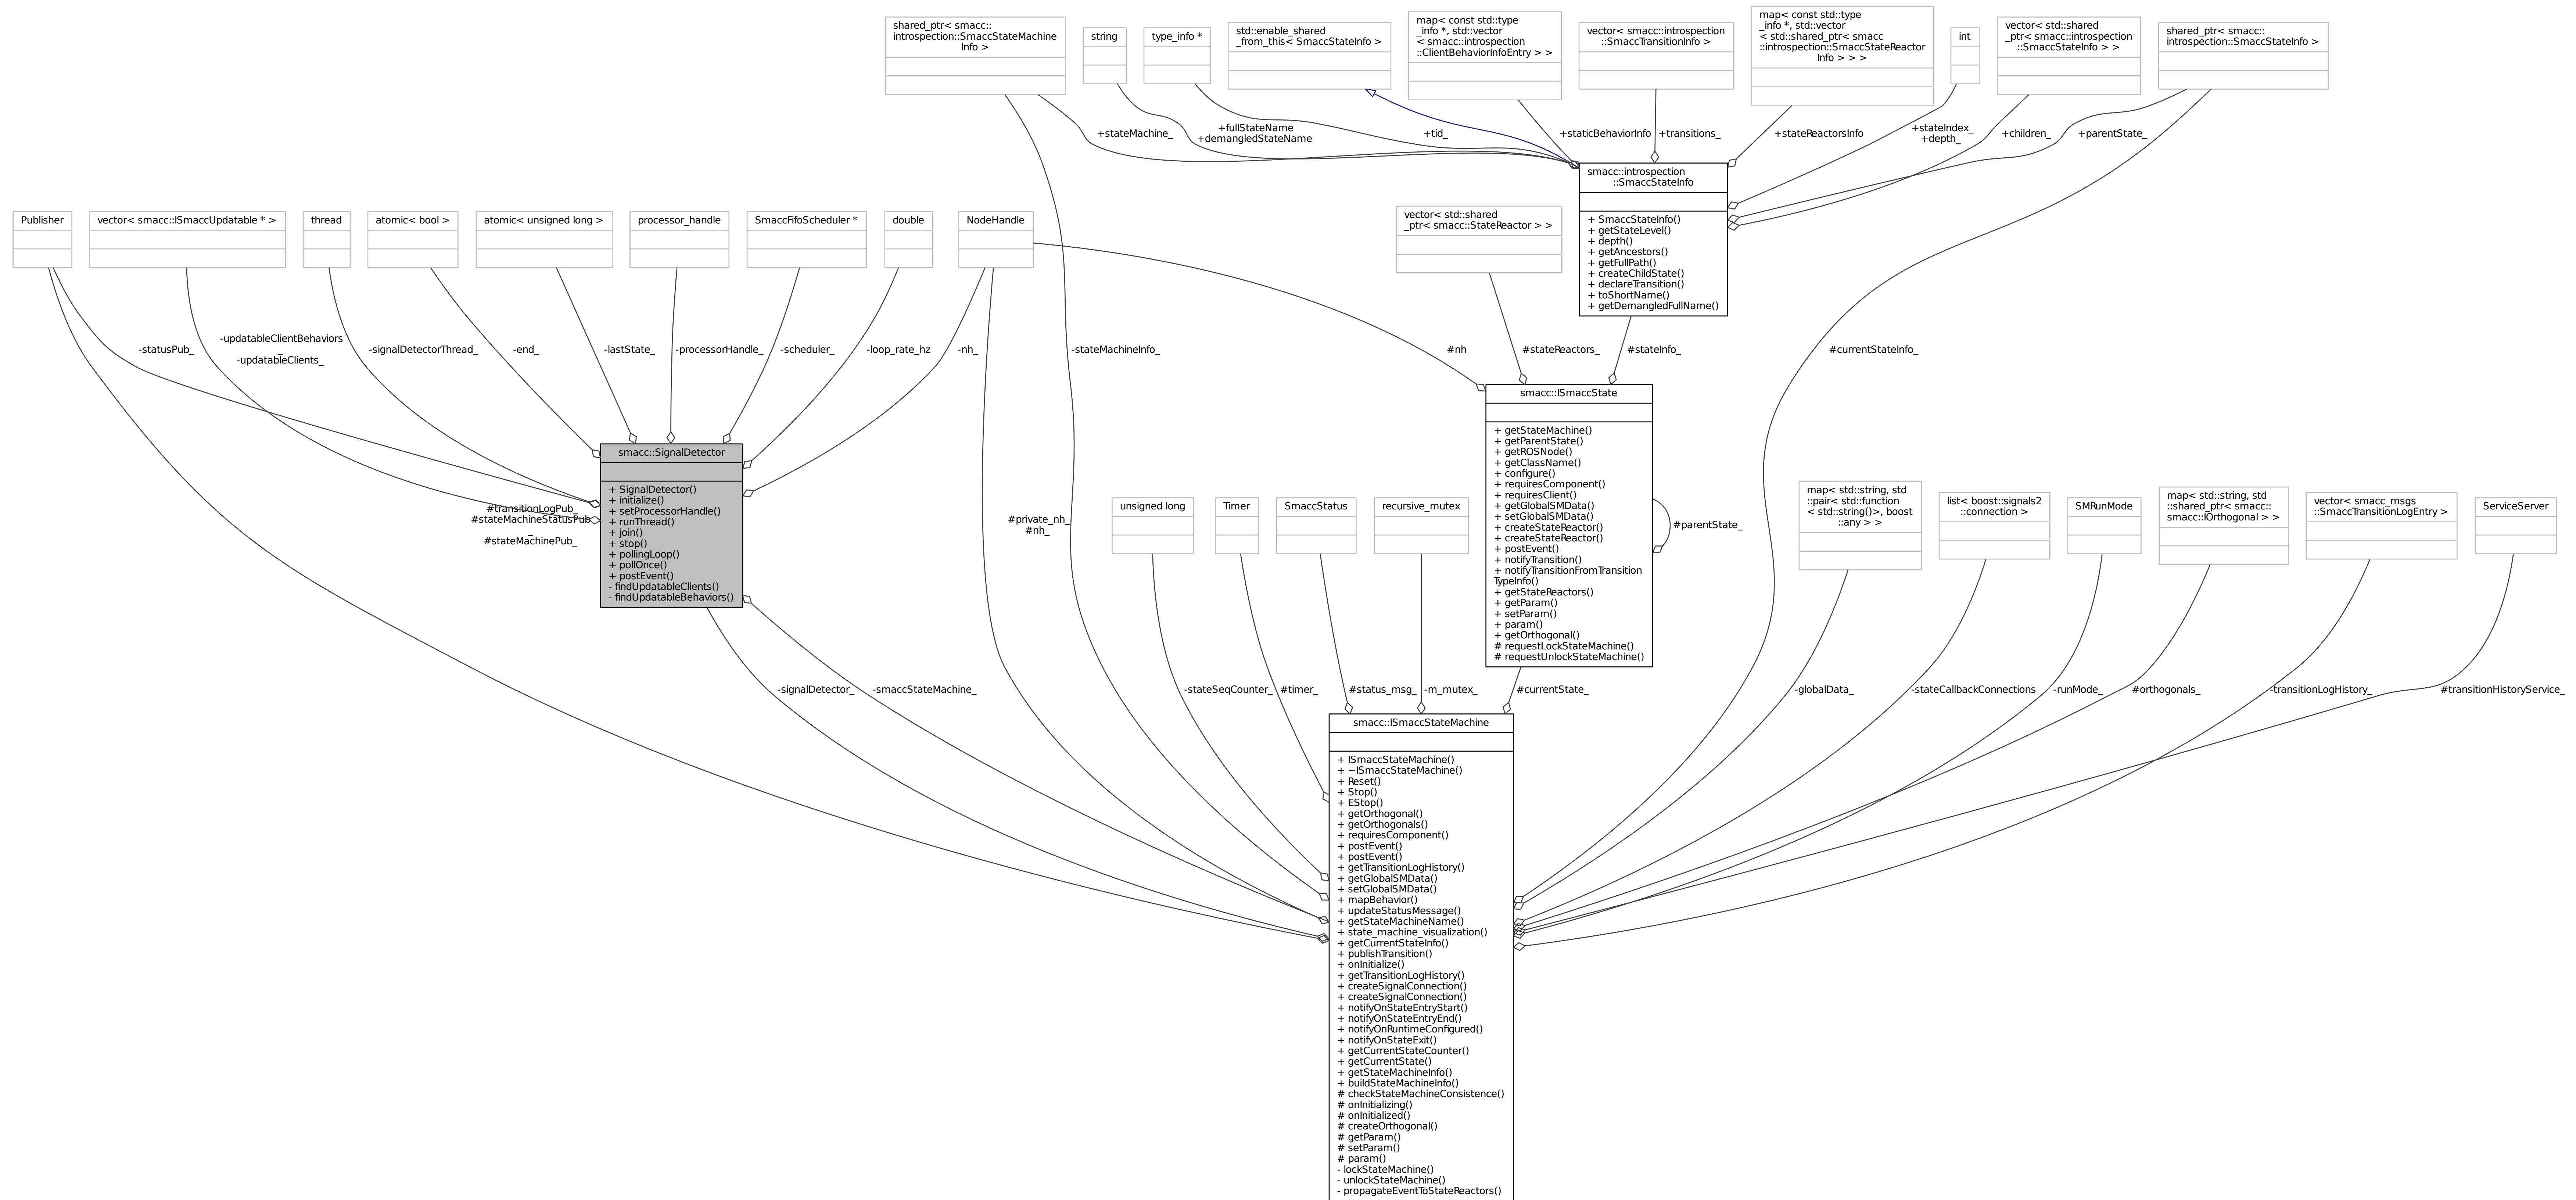 shared_ptr< smacc::
introspection::SmaccStateMachine
Info >
string
type_info *
std::enable_shared
_from_this< SmaccStateInfo >
map< const std::type
_info *, std::vector
< smacc::introspection
::ClientBehaviorInfoEntry > >
vector< smacc::introspection
::SmaccTransitionInfo >
map< const std::type
_info *, std::vector
< std::shared_ptr< smacc
::introspection::SmaccStateReactor
Info > > >
int
vector< std::shared
_ptr< smacc::introspection
::SmaccStateInfo > >
shared_ptr< smacc::
introspection::SmaccStateInfo >
+stateMachine_
+fullStateName
+demangledStateName
+tid_
+staticBehaviorInfo
+transitions_
+stateReactorsInfo
+stateIndex_
+depth_
+children_
+parentState_
smacc::introspection
::SmaccStateInfo
+ SmaccStateInfo()
+ getStateLevel()
+ depth()
+ getAncestors()
+ getFullPath()
+ createChildState()
+ declareTransition()
+ toShortName()
+ getDemangledFullName()
Publisher
vector< smacc::ISmaccUpdatable * >
thread
atomic< bool >
atomic< unsigned long >
processor_handle
SmaccFifoScheduler *
double
NodeHandle
vector< std::shared
_ptr< smacc::StateReactor > >
-statusPub_
-updatableClientBehaviors
_
-updatableClients_
-signalDetectorThread_
-end_
-lastState_
-processorHandle_
-scheduler_
-loop_rate_hz
-nh_
-stateMachineInfo_
#nh
#stateReactors_
#stateInfo_
#currentStateInfo_
smacc::ISmaccState
+ getStateMachine()
+ getParentState()
+ getROSNode()
+ getClassName()
+ configure()
+ requiresComponent()
+ requiresClient()
+ getGlobalSMData()
+ setGlobalSMData()
+ createStateReactor()
+ createStateReactor()
+ postEvent()
+ notifyTransition()
+ notifyTransitionFromTransition
TypeInfo()
+ getStateReactors()
+ getParam()
+ setParam()
+ param()
+ getOrthogonal()
# requestLockStateMachine()
# requestUnlockStateMachine()
#parentState_
smacc::SignalDetector
+ SignalDetector()
+ initialize()
+ setProcessorHandle()
+ runThread()
+ join()
+ stop()
+ pollingLoop()
+ pollOnce()
+ postEvent()
- findUpdatableClients()
- findUpdatableBehaviors()
#transitionLogPub_
#stateMachineStatusPub
_
#stateMachinePub_
#private_nh_
#nh_
unsigned long
Timer
SmaccStatus
recursive_mutex
map< std::string, std
::pair< std::function
< std::string()>, boost
::any > >
list< boost::signals2
::connection >
SMRunMode
map< std::string, std
::shared_ptr< smacc::
smacc::IOrthogonal > >
vector< smacc_msgs
::SmaccTransitionLogEntry >
ServiceServer
-signalDetector_
-smaccStateMachine_
-stateSeqCounter_
#timer_
#status_msg_
-m_mutex_
#currentState_
-globalData_
-stateCallbackConnections
-runMode_
#orthogonals_
-transitionLogHistory_
#transitionHistoryService_
smacc::ISmaccStateMachine
+ ISmaccStateMachine()
+ ~ISmaccStateMachine()
+ Reset()
+ Stop()
+ EStop()
+ getOrthogonal()
+ getOrthogonals()
+ requiresComponent()
+ postEvent()
+ postEvent()
+ getTransitionLogHistory()
+ getGlobalSMData()
+ setGlobalSMData()
+ mapBehavior()
+ updateStatusMessage()
+ getStateMachineName()
+ state_machine_visualization()
+ getCurrentStateInfo()
+ publishTransition()
+ onInitialize()
+ getTransitionLogHistory()
+ createSignalConnection()
+ createSignalConnection()
+ notifyOnStateEntryStart()
+ notifyOnStateEntryEnd()
+ notifyOnRuntimeConfigured()
+ notifyOnStateExit()
+ getCurrentStateCounter()
+ getCurrentState()
+ getStateMachineInfo()
+ buildStateMachineInfo()
# checkStateMachineConsistence()
# onInitializing()
# onInitialized()
# createOrthogonal()
# getParam()
# setParam()
# param()
- lockStateMachine()
- unlockStateMachine()
- propagateEventToStateReactors()